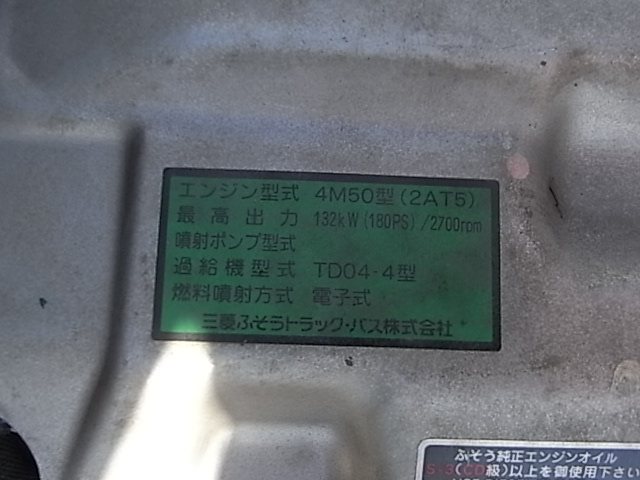 エンジン型式 4M50型(2AT5)
最高出力 132kW(180PS)/2700rpm
噴射ポンプ型式
過給機型式 TD04-4型
燃料噴射方式 電子式
三菱ふそうトラック・バス株式会社
ふそう純正エンジンオイル
S-3(CD級)以上を御使用下さい